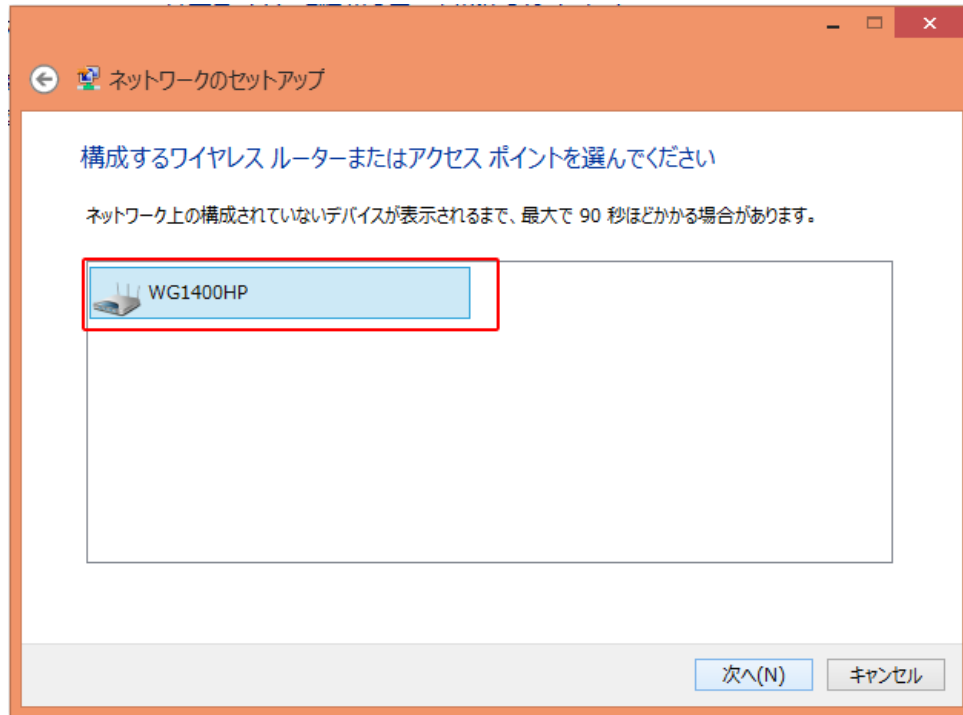 ネットワークのセットアップ
構成するワイヤレス ルーターまたはアクセス ポイントを選んでください
ネットワーク上の構成されていないデバイスが表示されるまで、最大で 90 秒ほどかかる場合があります。
WG1400HP
次へ(N)
キャンセル